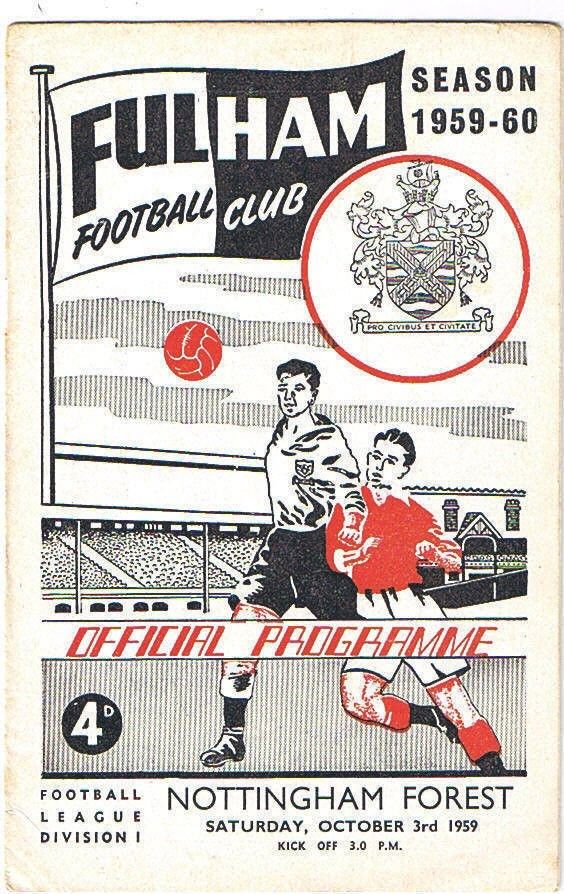 FULHAM
FOOTBALL CLUB
SEASON
1959-60
PRO CIVIBUS ET CIVITATE
OFFICIAL PROGRAMME
4D
FOOTBALL
LEAGUE
DIVISION I
NOTTINGHAM FOREST
SATURDAY, OCTOBER 3rd 1959
KICK OFF 3.0 P.M.